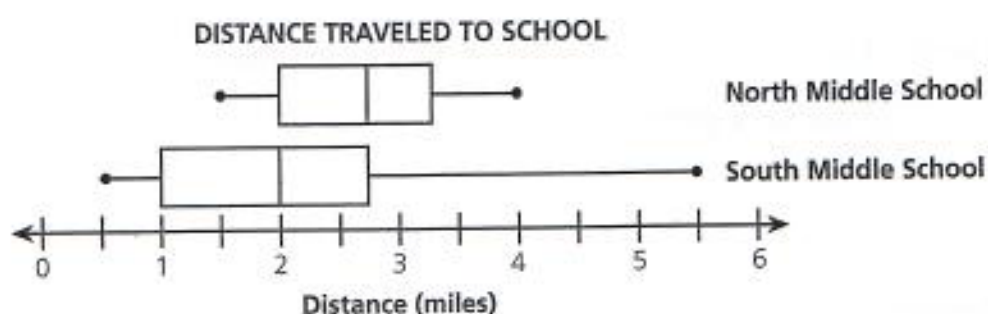 DISTANCE TRAVELED TO SCHOOL
North Middle School
South Middle School
0 1 2 3 4 5 6
Distance (miles)